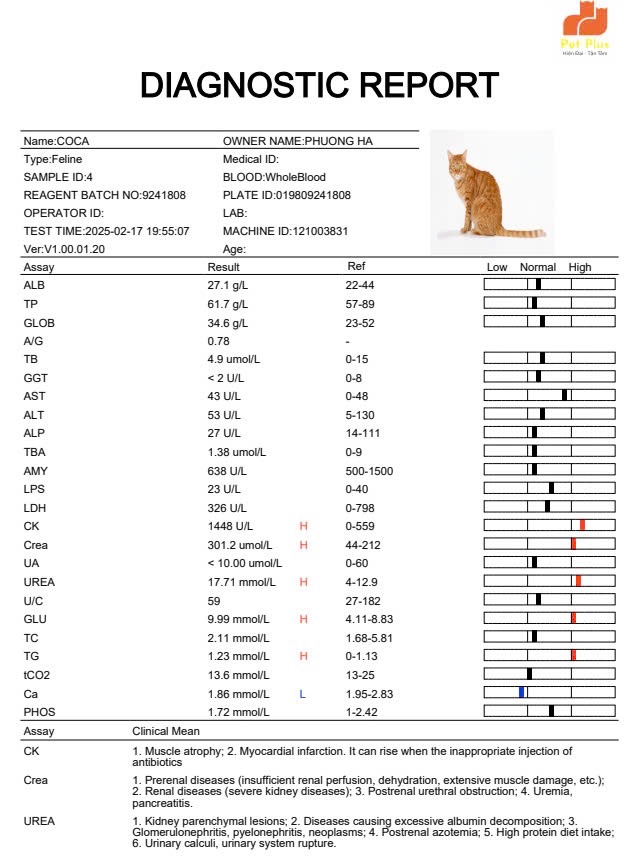 Pet Plus
Hiện Đại - Tận Tâm
DIAGNOSTIC REPORT
Name:COCA OWNER NAME:PHUONG HA
Type:Feline Medical ID:
SAMPLE ID:4 BLOOD:WholeBlood
REAGENT BATCH NO:9241808 PLATE ID:019809241808
OPERATOR ID: LAB:
TEST TIME:2025-02-17 19:55:07 MACHINE ID:121003831
Ver:V1.00.01.20 Age:
Assay Result Ref Low Normal High
ALB 27.1 g/L 22-44
TP 61.7 g/L 57-89
GLOB 34.6 g/L 23-52
A/G 0.78 -
TB 4.9 umol/L 0-15
GGT < 2 U/L 0-8
AST 43 U/L 0-48
ALT 53 U/L 5-130
ALP 27 U/L 14-111
TBA 1.38 umol/L 0-9
AMY 638 U/L 500-1500
LPS 23 U/L 0-40
LDH 326 U/L 0-798
CK 1448 U/L H 0-559
Crea 301.2 umol/L H 44-212
UA < 10.00 umol/L 0-60
UREA 17.71 mmol/L H 4-12.9
U/C 59 27-182
GLU 9.99 mmol/L H 4.11-8.83
TC 2.11 mmol/L 1.68-5.81
TG 1.23 mmol/L H 0-1.13
tCO2 13.6 mmol/L 13-25
Ca 1.86 mmol/L L 1.95-2.83
PHOS 1.72 mmol/L 1-2.42
Assay Clinical Mean
CK 1. Muscle atrophy; 2. Myocardial infarction. It can rise when the inappropriate injection of
antibiotics
Crea 1. Prerenal diseases (insufficient renal perfusion, dehydration, extensive muscle damage, etc.);
2. Renal diseases (severe kidney diseases); 3. Postrenal urethral obstruction; 4. Uremia,
pancreatitis.
UREA 1. Kidney parenchymal lesions; 2. Diseases causing excessive albumin decomposition; 3.
Glomerulonephritis, pyelonephritis, neoplasms; 4. Postrenal azotemia; 5. High protein diet intake;
6. Urinary calculi, urinary system rupture.